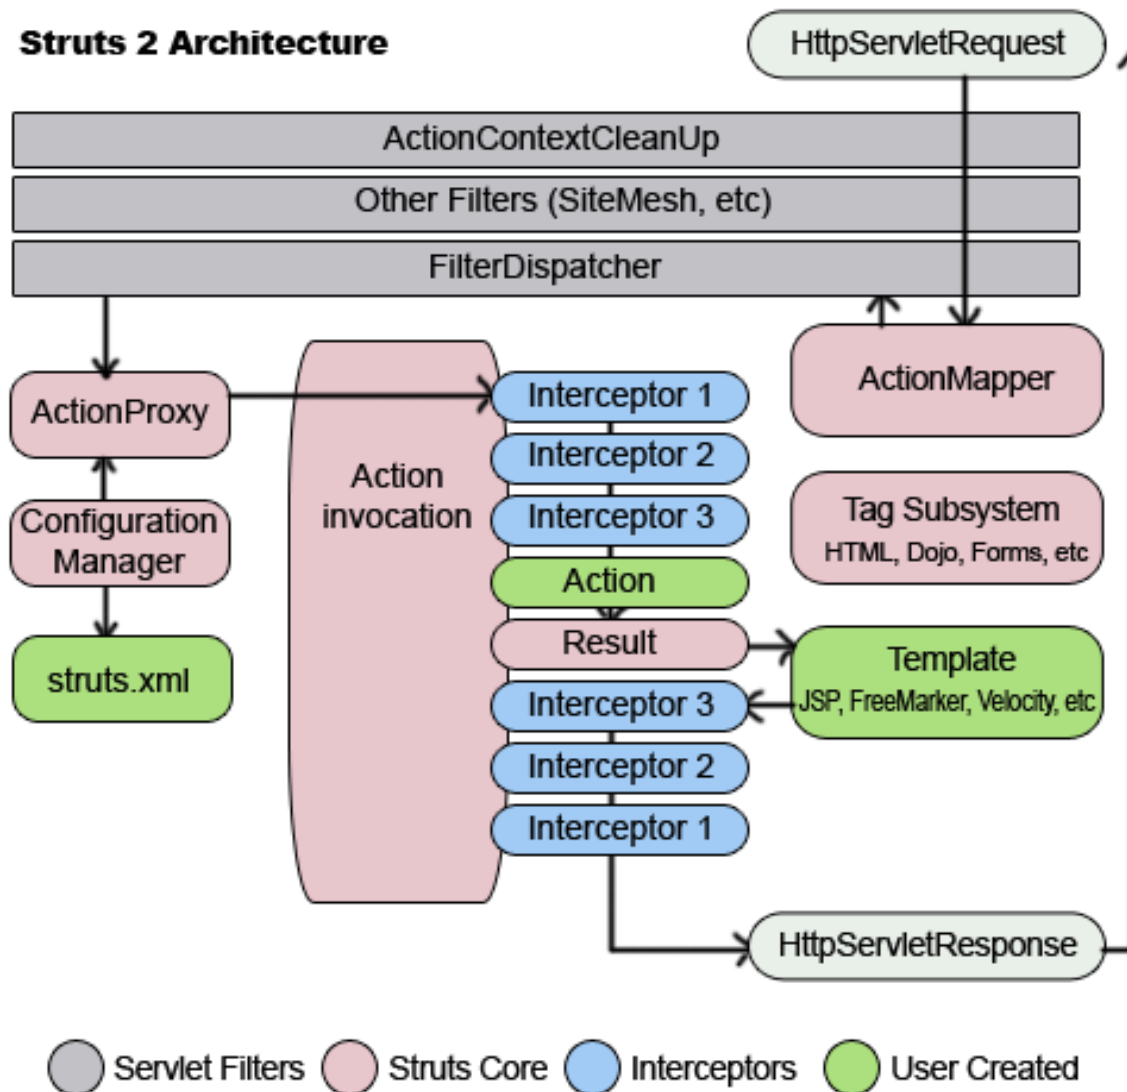 Struts 2 Architecture
HttpServletRequest
ActionContextCleanUp
Other Filters (SiteMesh, etc)
FilterDispatcher
ActionProxy
Configuration
Manager
struts.xml
Action
invocation
Interceptor 1
Interceptor 2
Interceptor 3
Action
Result
Interceptor 3
Interceptor 2
Interceptor 1
ActionMapper
Tag Subsystem
HTML, Dojo, Forms, etc
Template
JSP, FreeMarker, Velocity, etc
HttpServletResponse
Servlet Filters
Struts Core
Interceptors
User Created